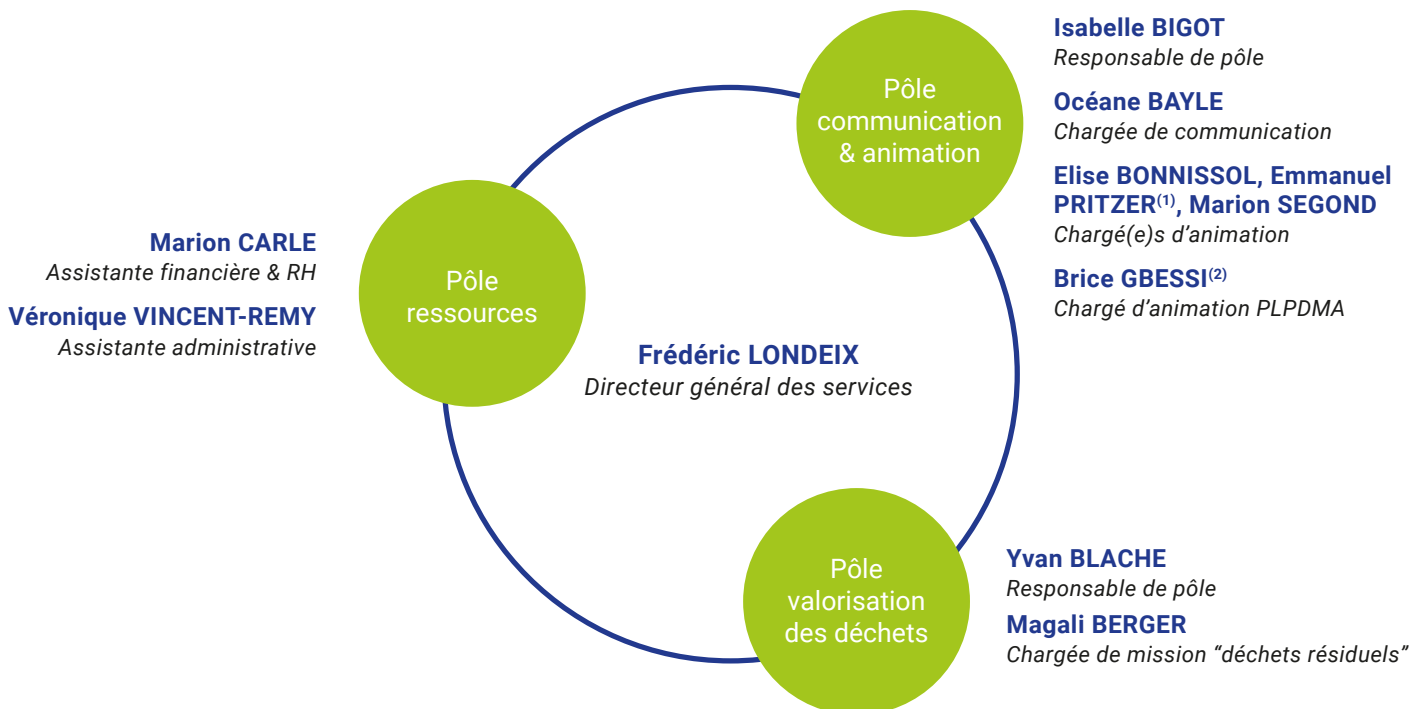 Isabelle BIGOT
Responsable de pôle
Océane BAYLE
Chargée de communication
Elise BONNISSOL, Emmanuel
PRITZER⁽¹⁾, Marion SEGOND
Chargé(e)s d’animation
Brice GBESSI⁽²⁾
Chargé d’animation PLPDMA
Pôle
communication
& animation
Marion CARLE
Assistante financière & RH
Véronique VINCENT-REMY
Assistante administrative
Pôle
ressources
Frédéric LONDEIX
Directeur général des services
Pôle
valorisation
des déchets
Yvan BLACHE
Responsable de pôle
Magali BERGER
Chargée de mission “déchets résiduels”